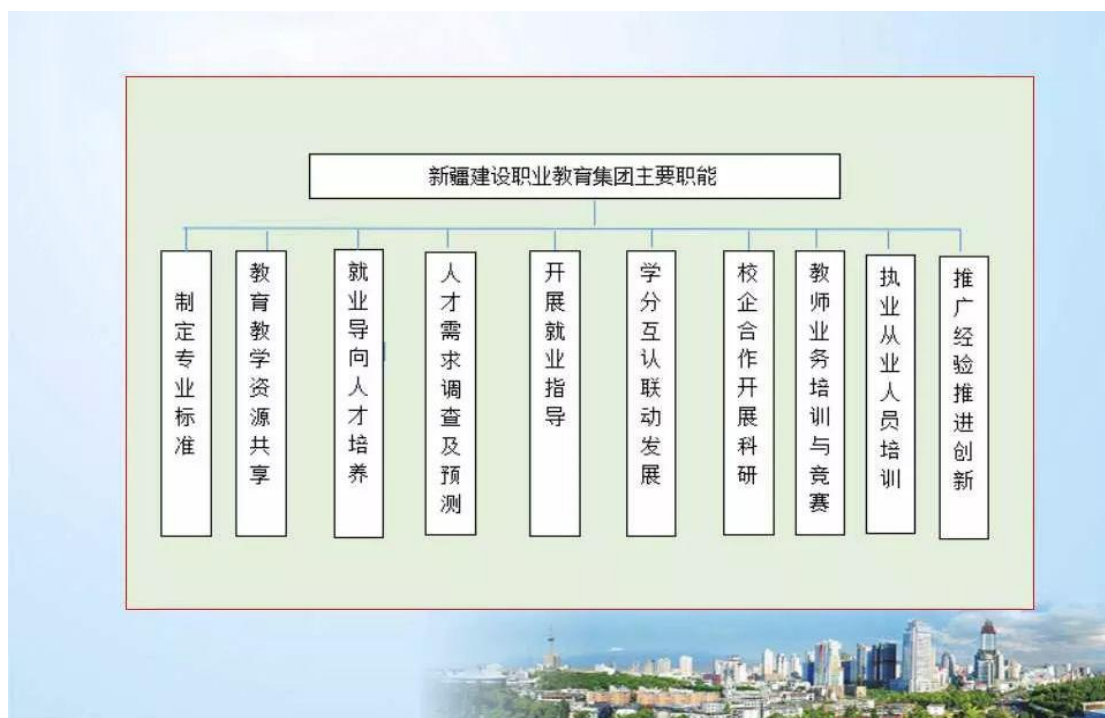 新疆建设职业教育集团主要职能
制定专业标准
教育教学资源共享
就业导向人才培养
人才需求调查及预测
开展就业指导
学分互认联动发展
校企合作开展科研
教师业务培训与竞赛
执业从业人员培训
推广经验推进创新